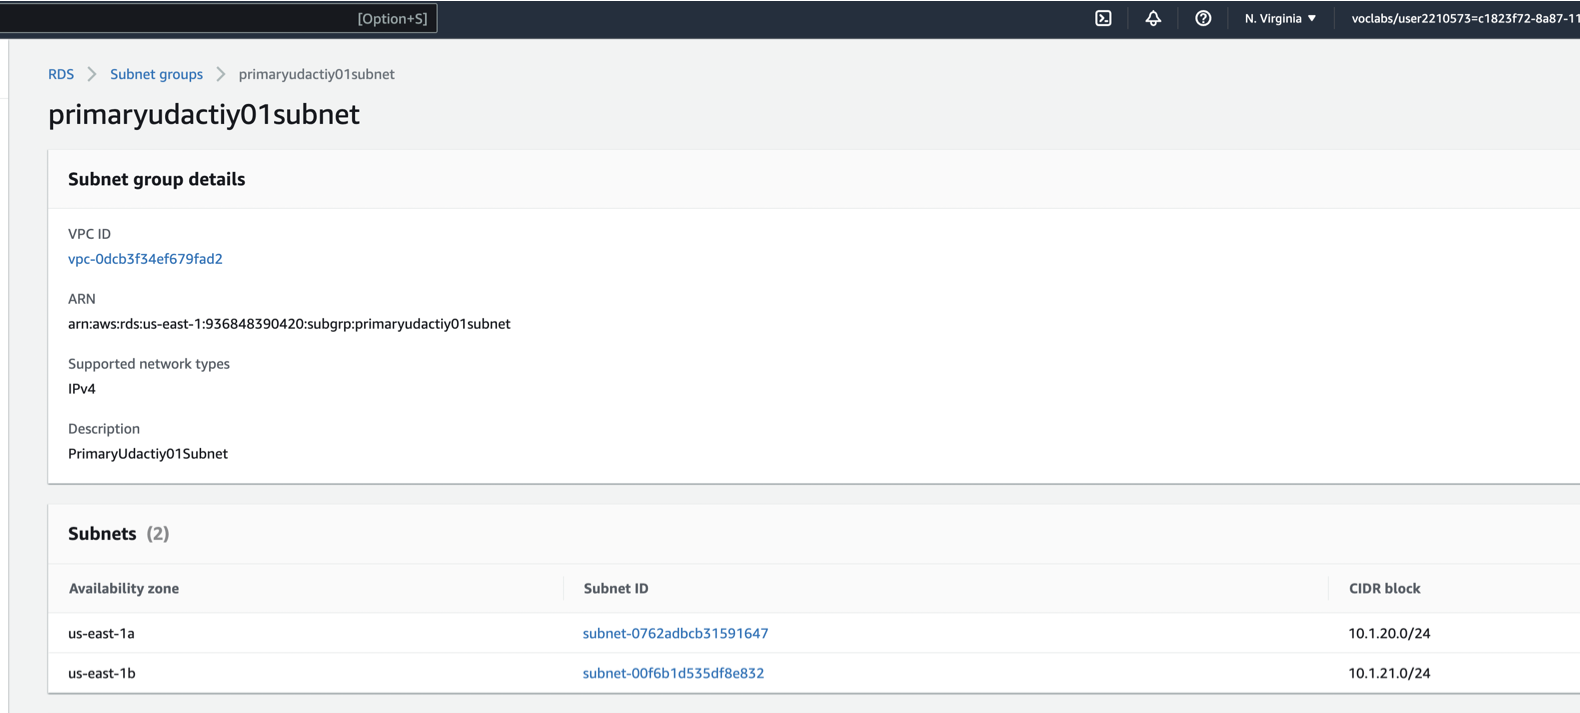 [Option+S]
N. Virginia
voclabs/user2210573=c1823f72-8a87-11
RDS
Subnet groups
primaryudactiy01subnet
primaryudactiy01subnet
Subnet group details
VPC ID
vpc-0dcb3f34ef679fad2
ARN
arn:aws:rds:us-east-1:936848390420:subgrp:primaryudactiy01subnet
Supported network types
IPv4
Description
PrimaryUdactiy01Subnet
Subnets (2)
Availability zone Subnet ID CIDR block
us-east-1a subnet-0762adbcb31591647 10.1.20.0/24
us-east-1b subnet-00f6b1d535df8e832 10.1.21.0/24